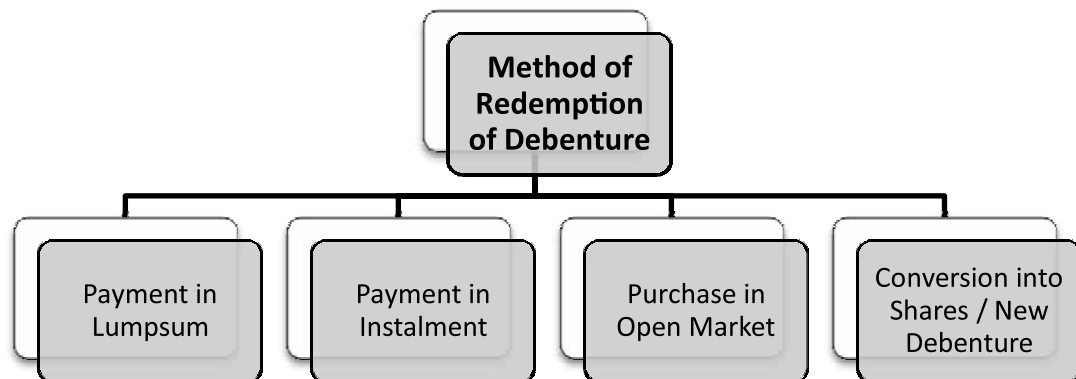 Method of
Redemption
of Debenture
Payment in
Lumpsum
Payment in
Instalment
Purchase in
Open Market
Conversion into
Shares / New
Debenture